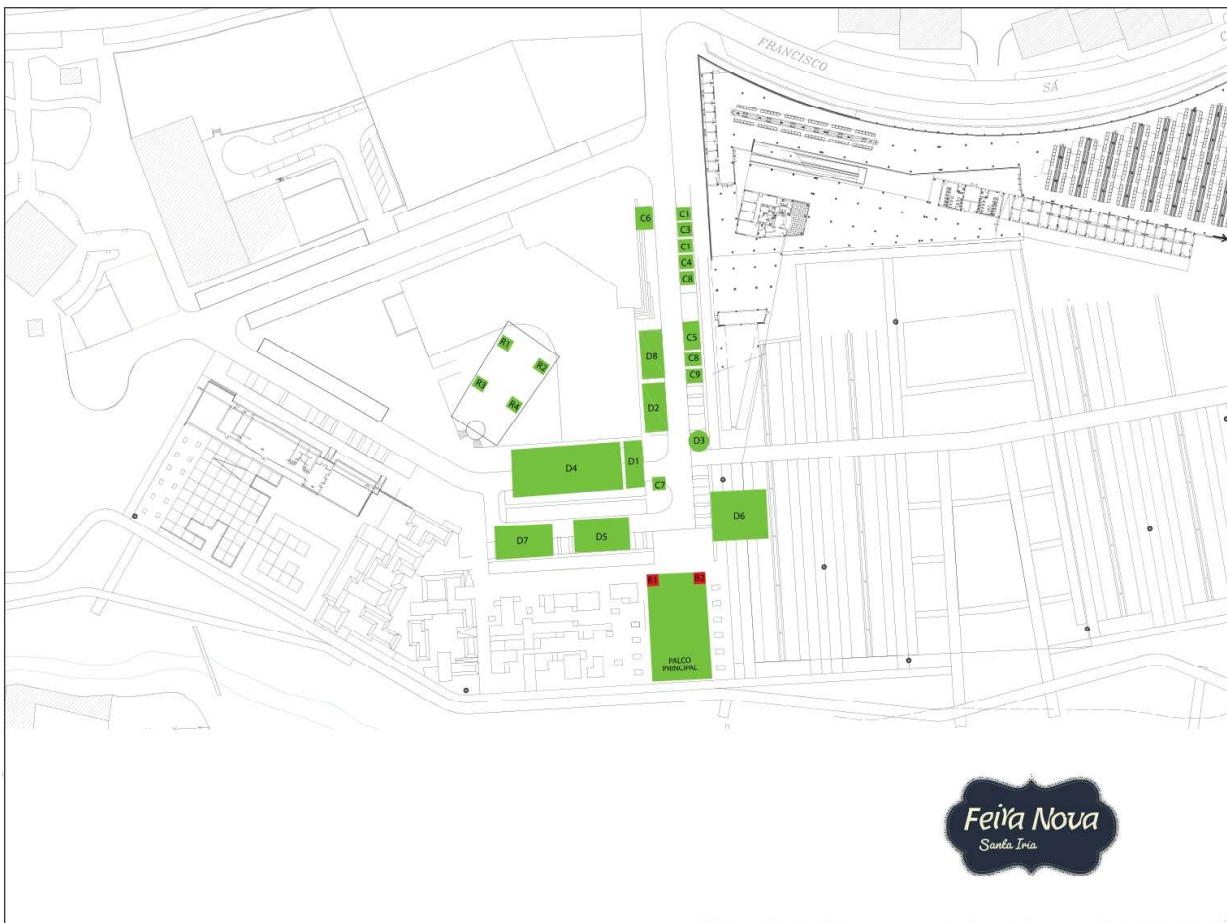 FRANCISCO
SÁ
C6
C1
C3
C1
C4
C8
C5
C8
C9
D8
D2
D3
R1
R2
R3
R4
D4
D1
C7
D7
D5
D6
B1
B2
PALCO
PRINCIPAL
Feira Nova
Santa Iria